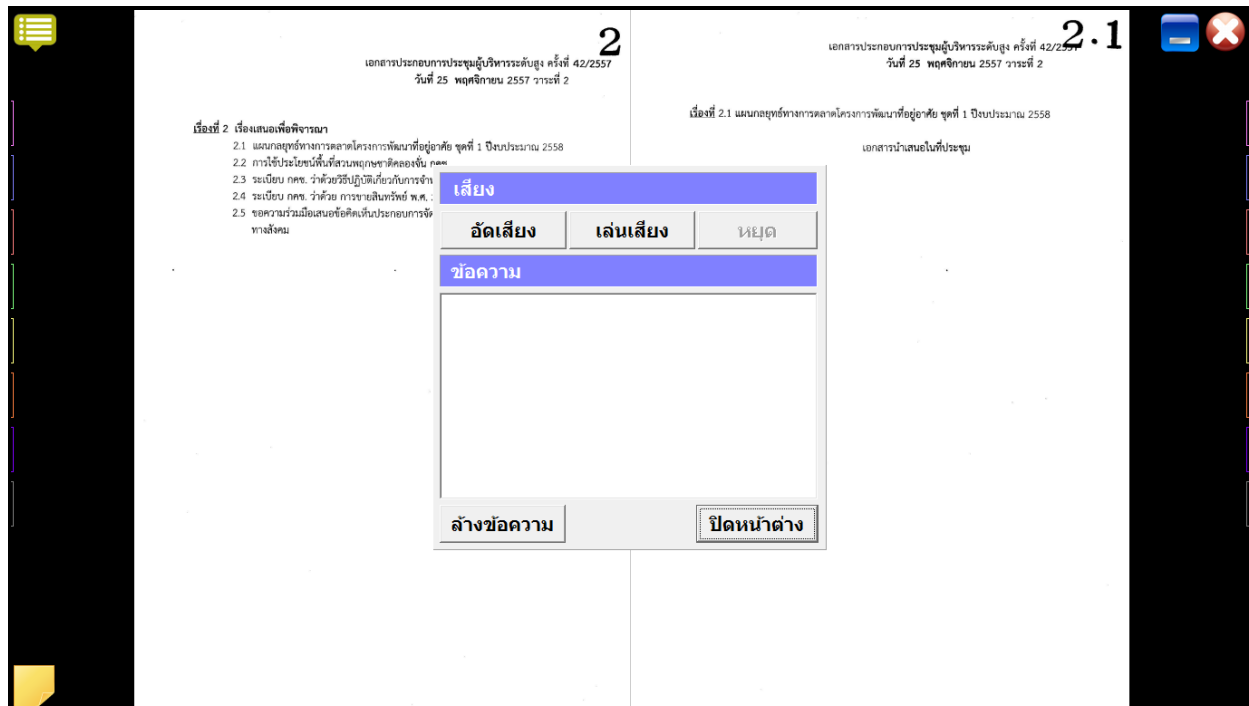 2
เอกสารประกอบการประชุมผู้บริหารระดับสูง ครั้งที่ 42/2557
วันที่ 25 พฤศจิกายน 2557 วาระที่ 2
เรื่องที่ 2 เรื่องเสนอเพื่อพิจารณา
2.1 แผนกลยุทธ์ทางการตลาดโครงการพัฒนาที่อยู่อาศัย ชุดที่ 1 ปีงบประมาณ 2558
2.2 การใช้ประโยชน์พื้นที่สวนพฤกษชาติคลองจั่น กคช.
2.3 ระเบียบ กคช. ว่าด้วยวิธีปฏิบัติเกี่ยวกับการ
2.4 ระเบียบ กคช. ว่าด้วย การขายสินทรัพย์ พ.ศ.
2.5 ขอความร่วมมือเสนอข้อคิดเห็นประกอบการจัด
ทางสังคม
2.1
เอกสารประกอบการประชุมผู้บริหารระดับสูง ครั้งที่ 42/2557
วันที่ 25 พฤศจิกายน 2557 วาระที่ 2
เรื่องที่ 2.1 แผนกลยุทธ์ทางการตลาดโครงการพัฒนาที่อยู่อาศัย ชุดที่ 1 ปีงบประมาณ 2558
เอกสารนำเสนอในที่ประชุม
เสียง
อัดเสียง เล่นเสียง หยุด
ข้อความ
ล้างข้อความ ปิดหน้าต่าง